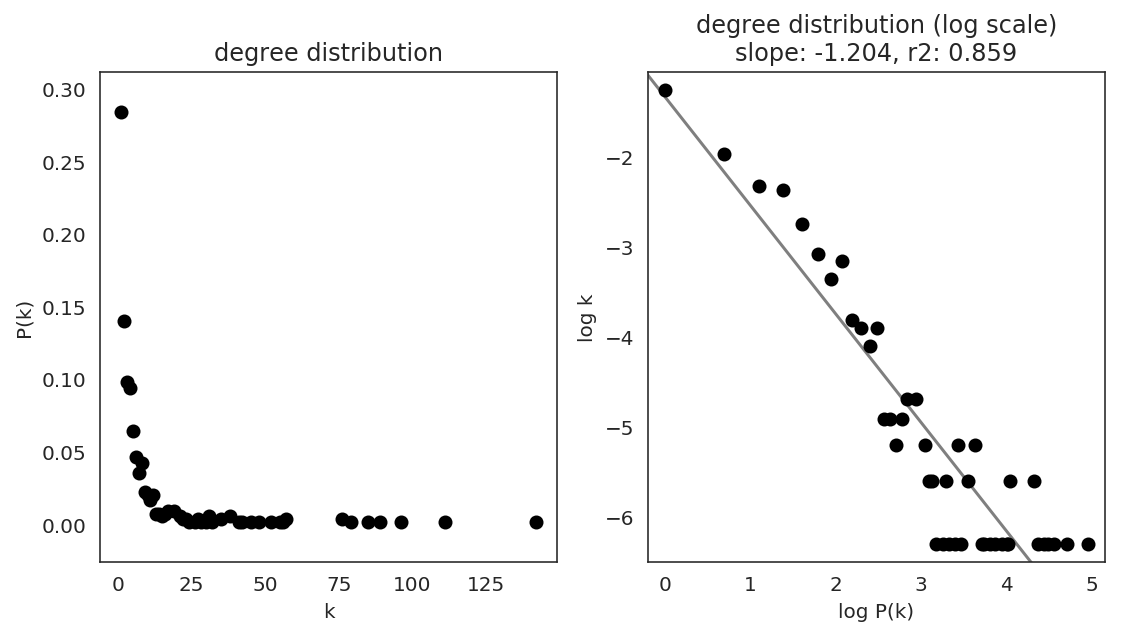 degree distribution
0.30
0.25
0.20
0.15
0.10
0.05
0.00
P(k)
0 25 50 75 100 125
k
degree distribution (log scale)
slope: -1.204, r2: 0.859
−2
−3
−4
−5
−6
log k
0 1 2 3 4 5
log P(k)